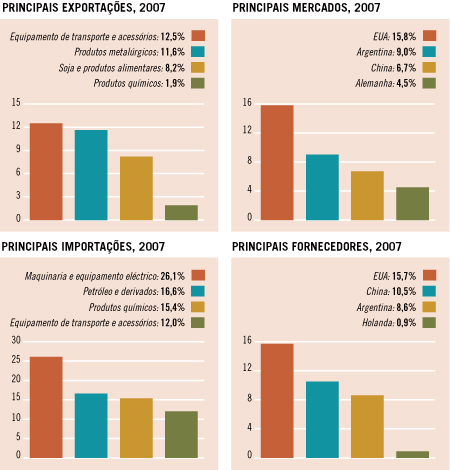 PRINCIPAIS EXPORTAÇÕES, 2007
Equipamento de transporte e acessórios: 12,5%
Produtos metalúrgicos: 11,6%
Soja e produtos alimentares: 8,2%
Produtos químicos: 1,9%
15
12
9
6
3
0
PRINCIPAIS MERCADOS, 2007
EUA: 15,8%
Argentina: 9,0%
China: 6,7%
Alemanha: 4,5%
16
12
8
4
0
PRINCIPAIS IMPORTAÇÕES, 2007
Maquinaria e equipamento eléctrico: 26,1%
Petróleo e derivados: 16,6%
Produtos químicos: 15,4%
Equipamento de transporte e acessórios: 12,0%
30
25
20
15
10
5
0
PRINCIPAIS FORNECEDORES, 2007
EUA: 15,7%
China: 10,5%
Argentina: 8,6%
Holanda: 0,9%
16
12
8
4
0